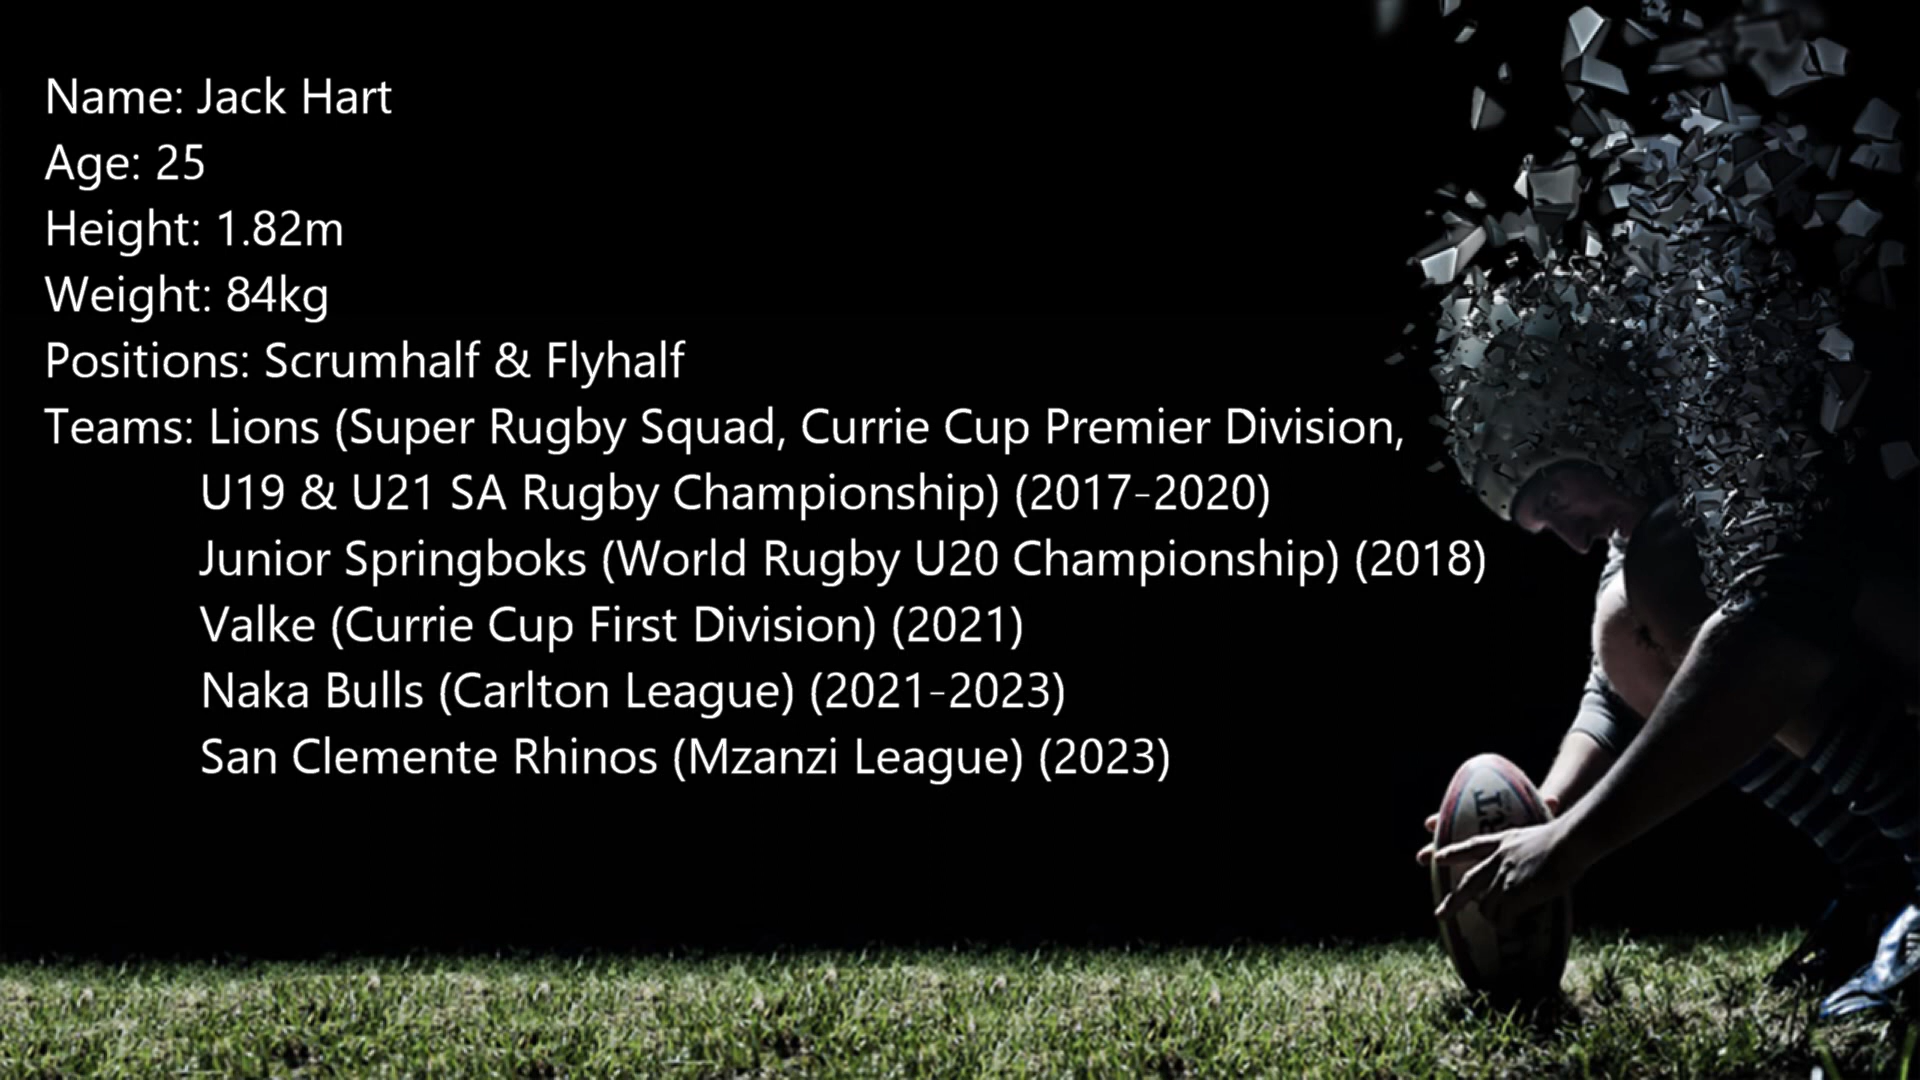 Name: Jack Hart
Age: 25
Height: 1.82m
Weight: 84kg
Positions: Scrumhalf & Flyhalf
Teams: Lions (Super Rugby Squad, Currie Cup Premier Division,
U19 & U21 SA Rugby Championship) (2017-2020)
Junior Springboks (World Rugby U20 Championship) (2018)
Valke (Currie Cup First Division) (2021)
Naka Bulls (Carlton League) (2021-2023)
San Clemente Rhinos (Mzanzi League) (2023)